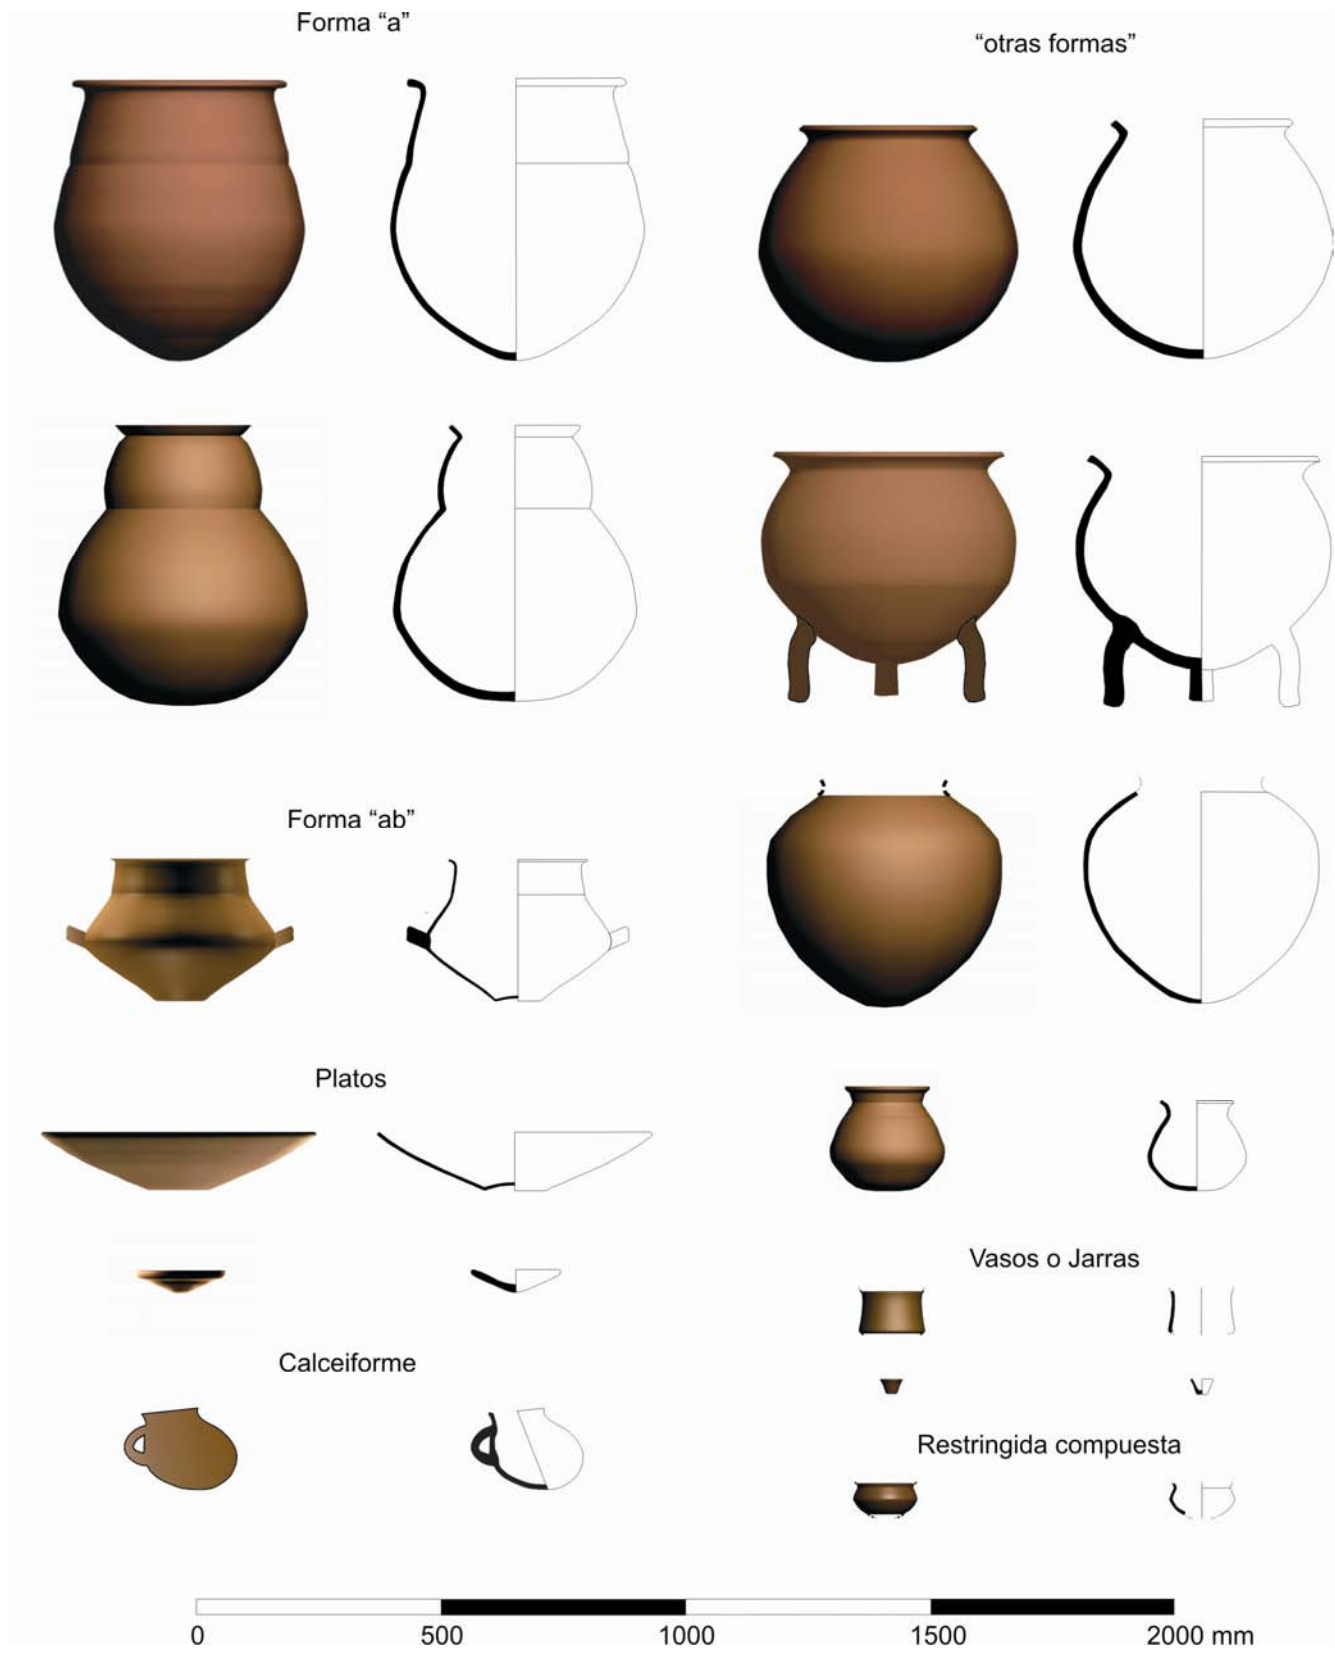 Forma “a”
“otras formas”
Forma “ab”
Platos
Vasos o Jarras
Calceiforme
Restringida compuesta
0 500 1000 1500 2000 mm